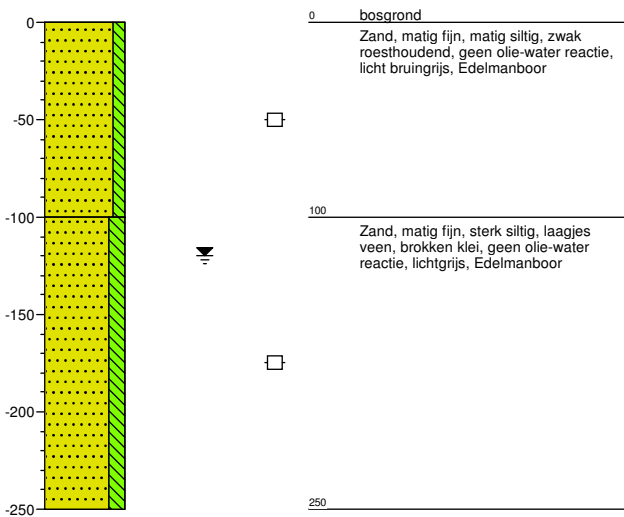 0
-50
-100
-150
-200
-250
0 bosgrond
Zand, matig fijn, matig siltig, zwak
roesthoudend, geen olie-water reactie,
licht bruingrijs, Edelmanboor
100
Zand, matig fijn, sterk siltig, laagjes
veen, brokken klei, geen olie-water
reactie, lichtgrijs, Edelmanboor
250